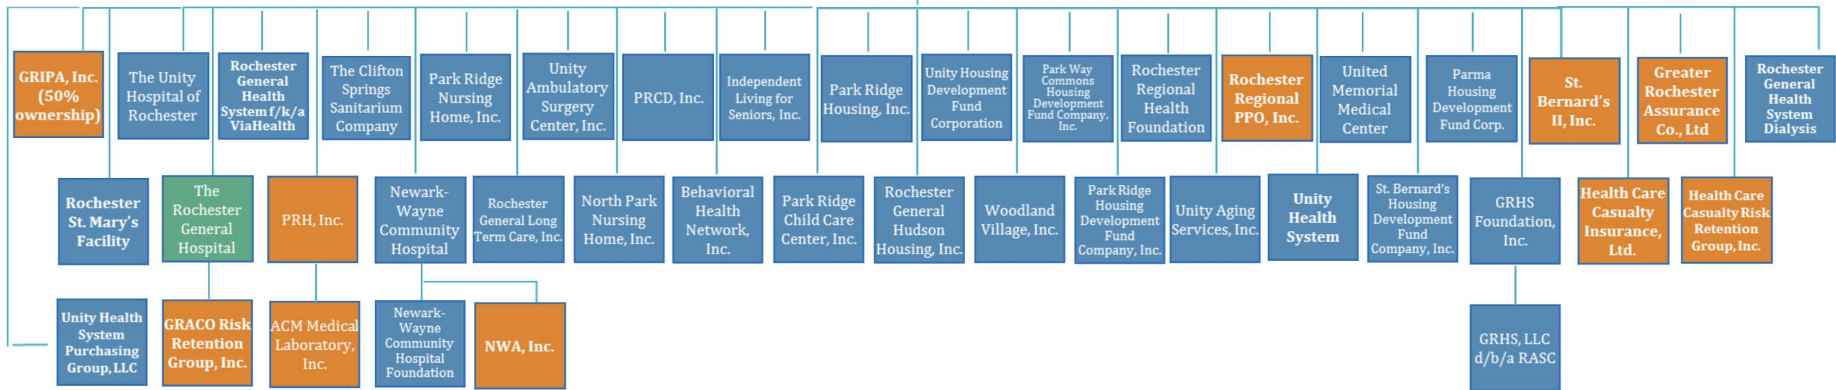 GRIPA, Inc.
(50%
ownership)
The Unity
Hospital of
Rochester
Rochester
General
Health
System f/k/a
ViaHealth
The Clifton
Springs
Sanitarium
Company
Park Ridge
Nursing
Home, Inc.
Unity
Ambulatory
Surgery
Center, Inc.
PRCD, Inc.
Independent
Living for
Seniors, Inc.
Park Ridge
Housing, Inc.
Unity Housing
Development
Fund
Corporation
Park Way
Commons
Housing
Development
Fund Company,
Inc.
Rochester
Regional
Health
Foundation
Rochester
Regional
PPO, Inc.
United
Memorial
Medical
Center
Parma
Housing
Development
Fund Corp.
St.
Bernard's
II, Inc.
Greater
Rochester
Assurance
Co., Ltd
Rochester
General
Health
System
Dialysis
Rochester
St. Mary's
Facility
The
Rochester
General
Hospital
PRH, Inc.
Newark-
Wayne
Community
Hospital
Rochester
General Long
Term Care, Inc.
North Park
Nursing
Home, Inc.
Behavioral
Health
Network,
Inc.
Park Ridge
Child Care
Center, Inc.
Rochester
General
Hudson
Housing, Inc.
Woodland
Village, Inc.
Park Ridge
Housing
Development
Fund
Company, Inc.
Unity Aging
Services, Inc.
Unity
Health
System
St. Bernard's
Housing
Development
Fund
Company, Inc.
GRHS
Foundation,
Inc.
Health Care
Casualty
Insurance,
Ltd.
Health Care
Casualty Risk
Retention
Group, Inc.
Unity Health
System
Purchasing
Group, LLC
GRACO Risk
Retention
Group, Inc.
ACM Medical
Laboratory,
Inc.
Newark-
Wayne
Community
Hospital
Foundation
NWA, Inc.
GRHS, LLC
d/b/a RASC